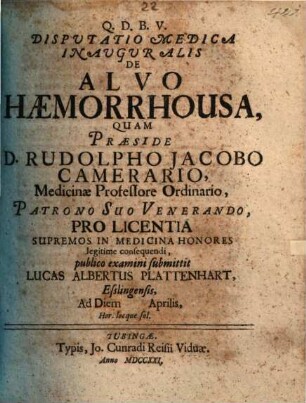 22
Q. D. B. V.
DISPUTATIO MEDICA
INAUGURALIS
DE
ALVO
HÆMORRHOUSA,
QUAM
PRÆSIDE
D. RUDOLPHO JACOBO
CAMERARIO,
Medicinæ Professore Ordinario,
PATRONO SUO VENERANDO,
PRO LICENTIA
SUPREMOS IN MEDICINA HONORES
legitime consequendi,
publico examini submittit
LUCAS ALBERTUS PLATTENHART,
Esslingensis,
Ad Diem Aprilis,
Hor. locque sol.
TUBINGÆ.
Typis, Jo. Cunradi Reisii Viduæ.
Anno MDCCXXI.